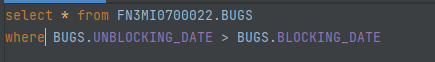 select * from FN3MI0700022.BUGS
where BUGS.UNBLOCKING_DATE > BUGS.BLOCKING_DATE